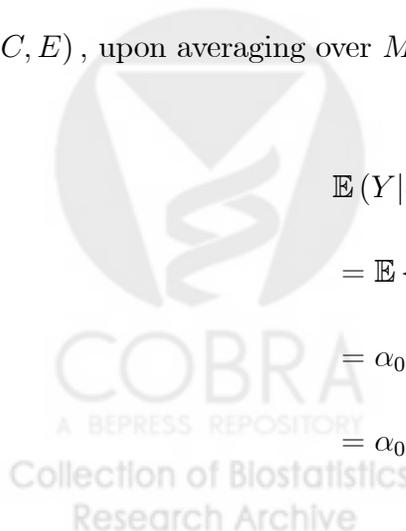 C, E) , upon averaging over M
𝔼 (Y|
= 𝔼
= α₀
= α₀
COBRA
A BEPRESS REPOSITORY
Collection of Biostatistics
Research Archive